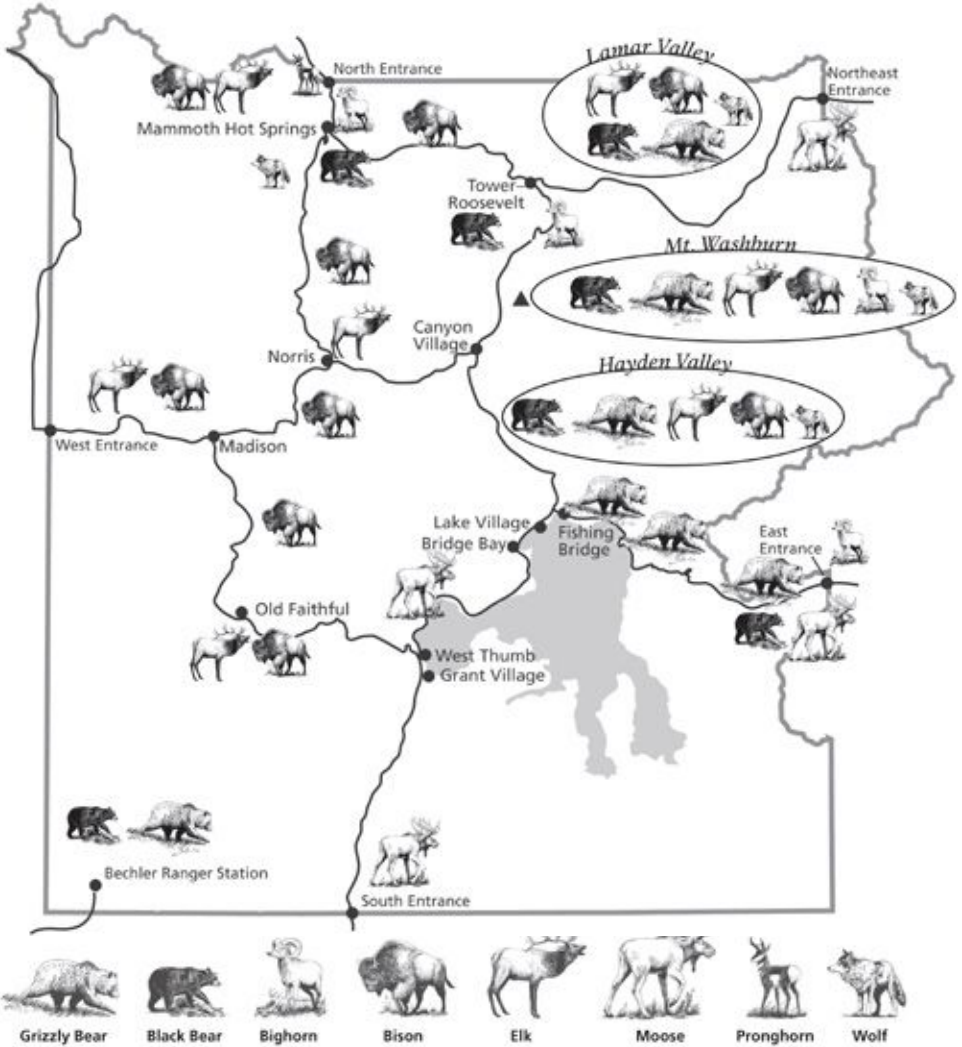 Lamar Valley
North Entrance
Northeast
Entrance
Mammoth Hot Springs
Tower-
Roosevelt
Mt. Washburn
Canyon
Village
Norris
Hayden Valley
West Entrance
Madison
Lake Village
Fishing
Bridge
Bridge Bay
East
Entrance
Old Faithful
West Thumb
Grant Village
Bechler Ranger Station
South Entrance
Grizzly Bear
Black Bear
Bighorn
Bison
Elk
Moose
Pronghorn
Wolf